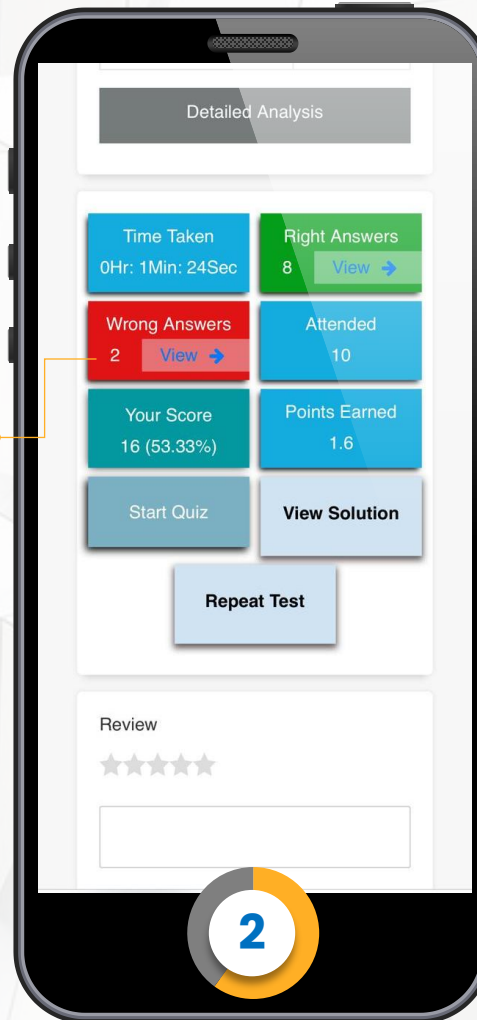 Detailed Analysis
Time Taken
0Hr: 1Min: 24Sec
Right Answers
8 View
Wrong Answers
2 View
Attended
10
Your Score
16 (53.33%)
Points Earned
1.6
Start Quiz
View Solution
Repeat Test
Review
2